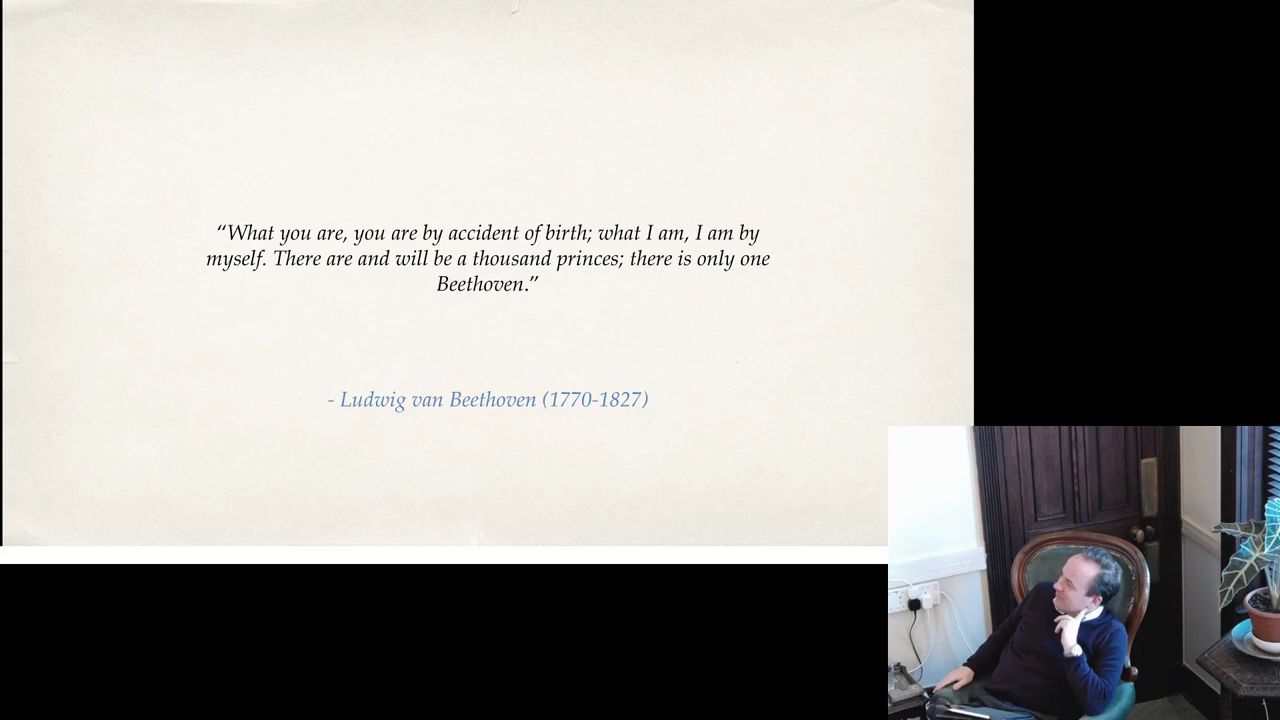 “What you are, you are by accident of birth; what I am, I am by
myself. There are and will be a thousand princes; there is only one
Beethoven.”
- Ludwig van Beethoven (1770-1827)